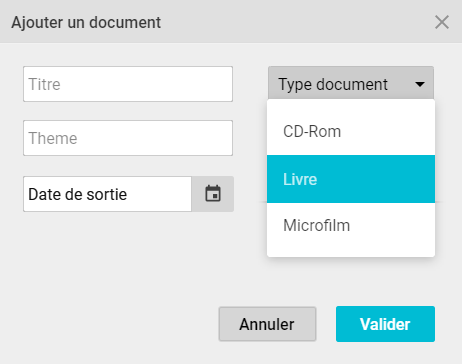 Ajouter un document
Titre
Type document
Theme
CD-Rom
Livre
Date de sortie
Microfilm
Annuler
Valider